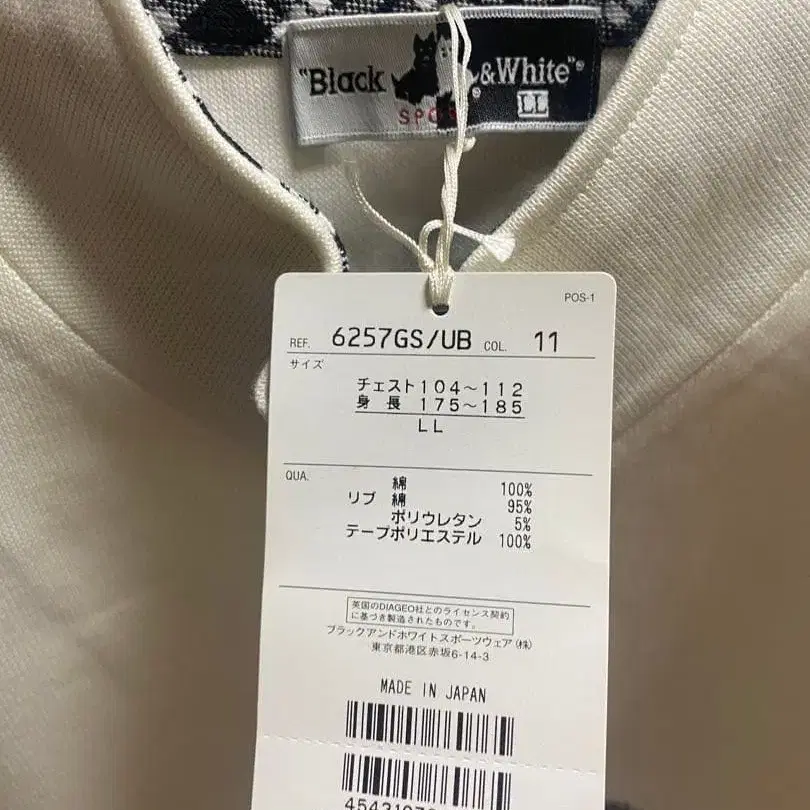 "Black & White"®
SPO
LL
POS-1
REF. 6257GS/UB COL. 11
サイズ
チェスト104～112
身長 175～185
LL
QUA.
綿 100%
リブ 綿 95%
ポリウレタン 5%
テープポリエステル 100%
英国のDIAGEO社とのライセンス契約
に基づき製造されたものです。
ブラックアンドホワイトスポーツウェア(株)
東京都港区赤坂6-14-3
MADE IN JAPAN